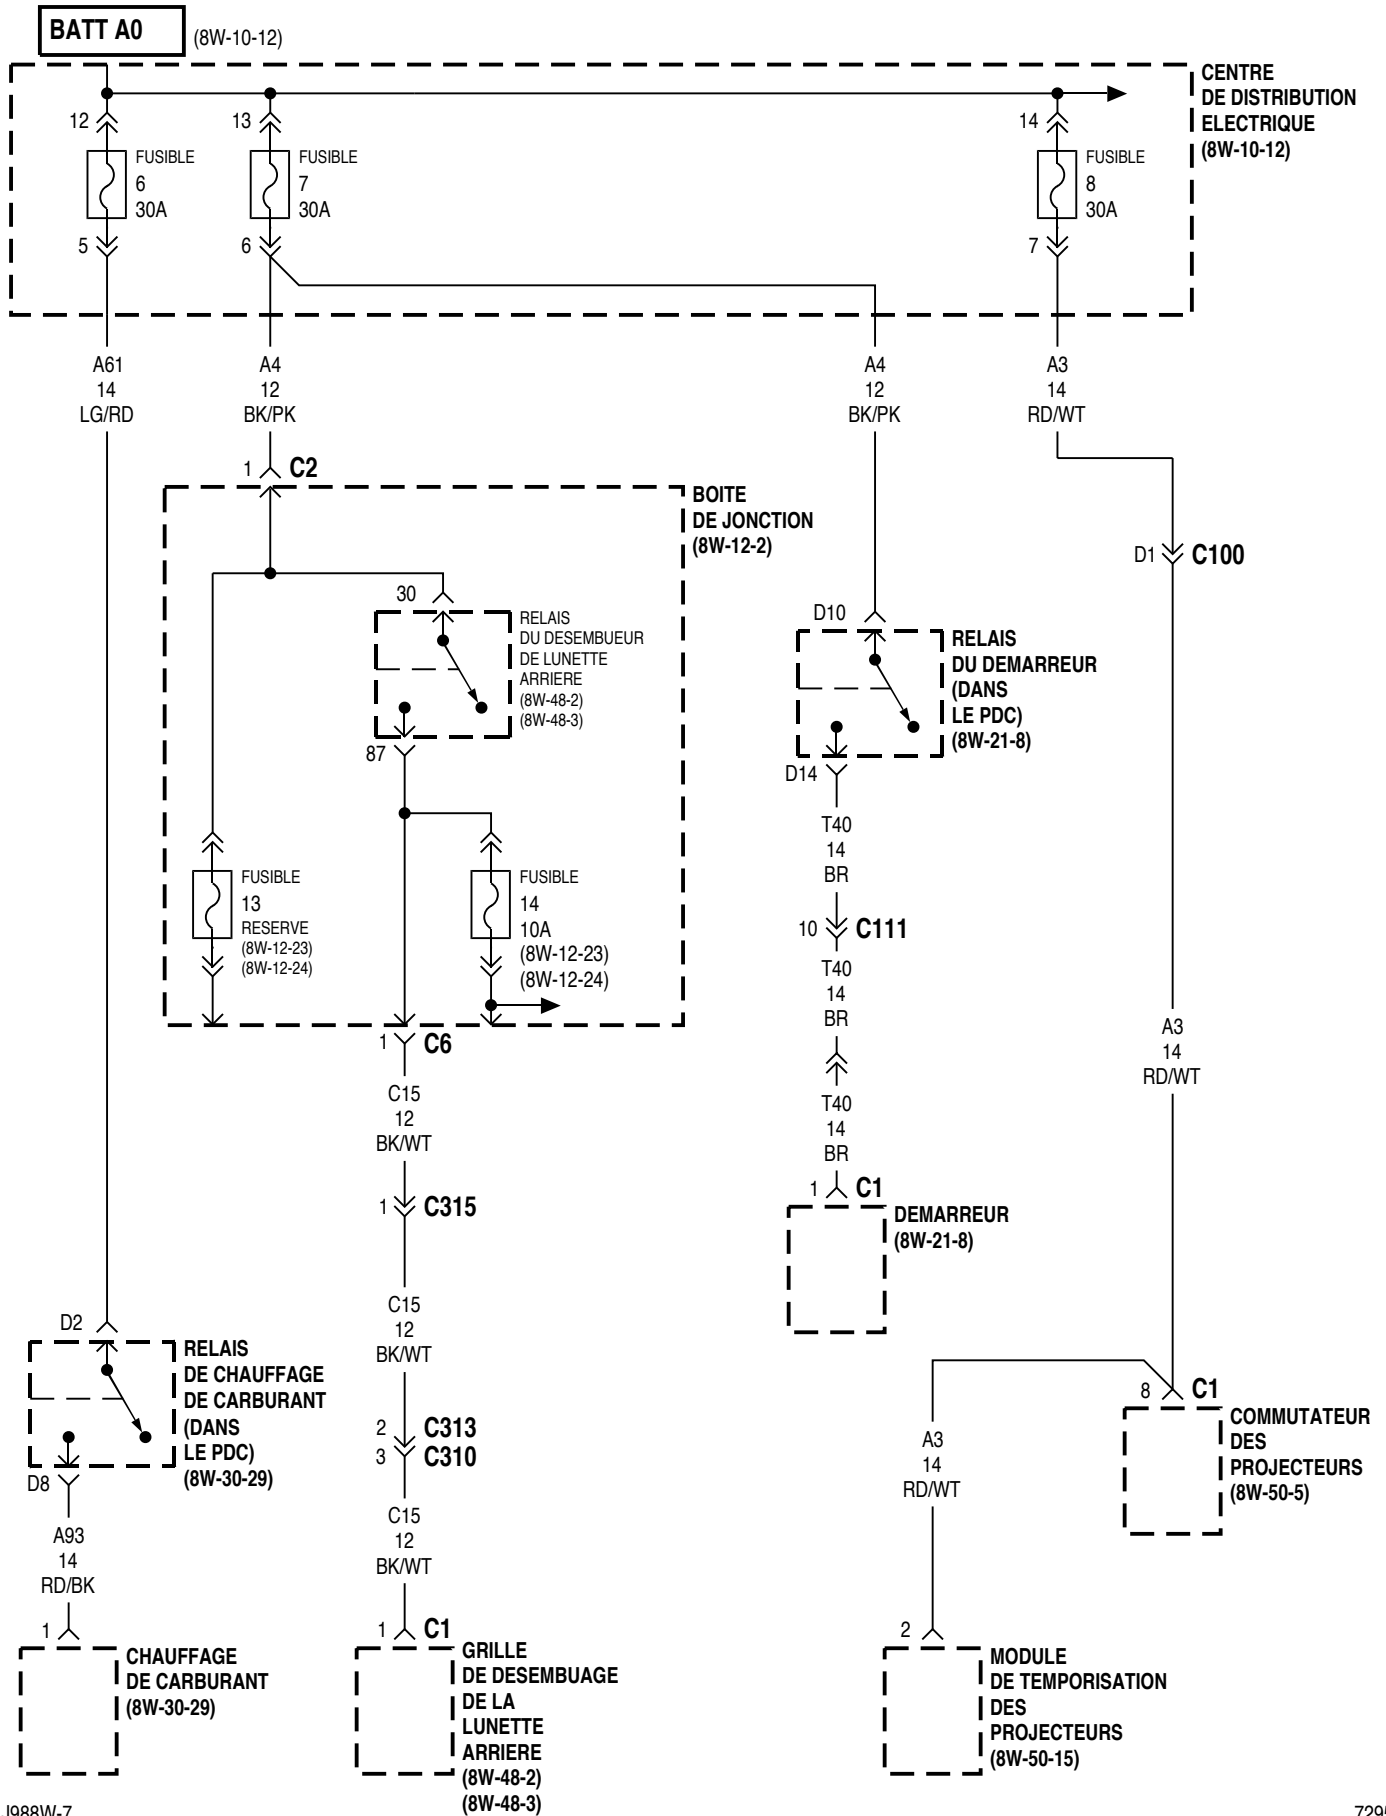 BATT A0
(8W-10-12)
CENTRE
DE DISTRIBUTION
ELECTRIQUE
(8W-10-12)
12
FUSIBLE
6
30A
5
13
FUSIBLE
7
30A
6
14
FUSIBLE
8
30A
7
A61
14
LG/RD
A4
12
BK/PK
A4
12
BK/PK
A3
14
RD/WT
1
C2
BOITE
DE JONCTION
(8W-12-2)
D1
C100
30
RELAIS
DU DESEMBUEUR
DE LUNETTE
ARRIERE
(8W-48-2)
(8W-48-3)
87
D10
RELAIS
DU DEMARREUR
(DANS
LE PDC)
(8W-21-8)
D14
T40
14
BR
FUSIBLE
13
RESERVE
(8W-12-23)
(8W-12-24)
FUSIBLE
14
10A
(8W-12-23)
(8W-12-24)
10
C111
T40
14
BR
1
C6
A3
14
RD/WT
C15
12
BK/WT
T40
14
BR
1
C315
1
C1
DEMARREUR
(8W-21-8)
C15
12
BK/WT
D2
RELAIS
DE CHAUFFAGE
DE CARBURANT
(DANS
LE PDC)
(8W-30-29)
D8
8
C1
COMMUTATEUR
DES
PROJECTEURS
(8W-50-5)
2
C313
3
C310
A3
14
RD/WT
C15
12
BK/WT
A93
14
RD/BK
1
CHAUFFAGE
DE CARBURANT
(8W-30-29)
1
C1
GRILLE
DE DESEMBUAGE
DE LA
LUNETTE
ARRIERE
(8W-48-2)
(8W-48-3)
2
MODULE
DE TEMPORISATION
DES
PROJECTEURS
(8W-50-15)